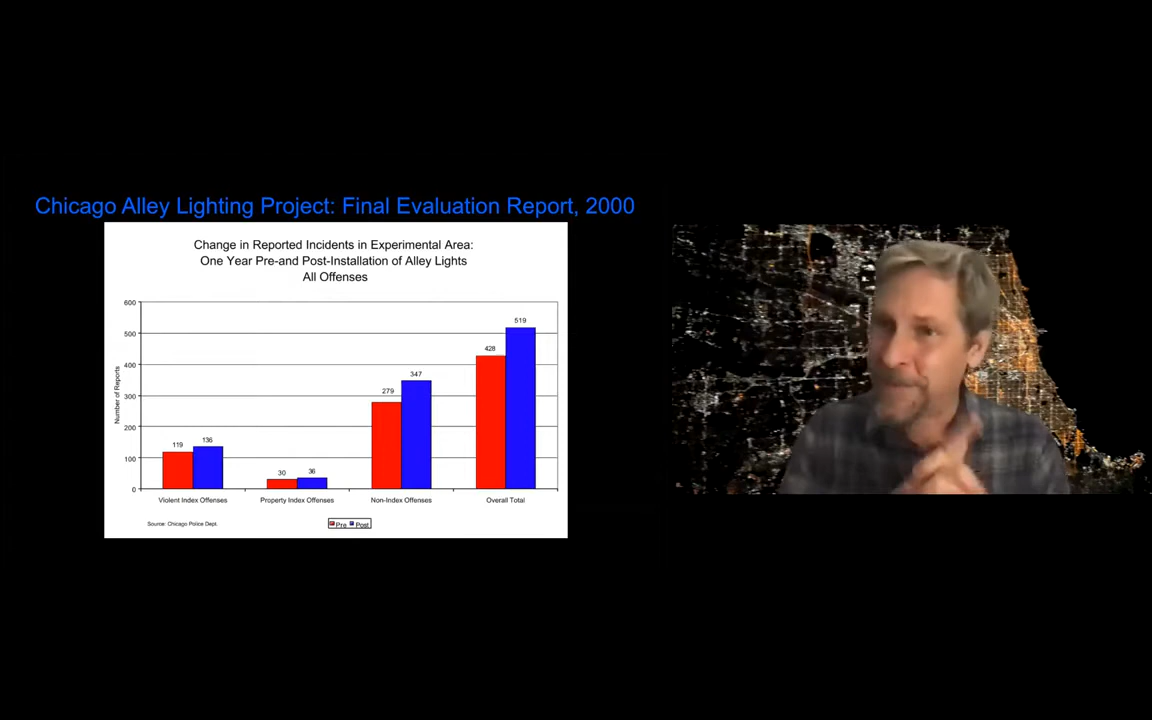 Chicago Alley Lighting Project: Final Evaluation Report, 2000
Change in Reported Incidents in Experimental Area:
One Year Pre-and Post-Installation of Alley Lights
All Offenses
Number of Reports
600
500
400
300
200
100
0
119
136
30
36
279
347
428
519
Violent Index Offenses
Property Index Offenses
Non-Index Offenses
Overall Total
Source: Chicago Police Dept.
Pre Post